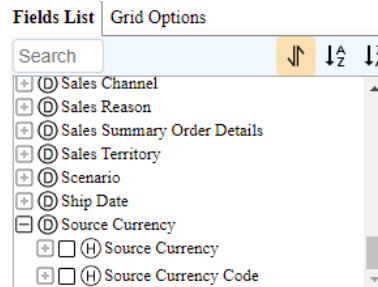 Fields List Grid Options
Search
D Sales Channel
D Sales Reason
D Sales Summary Order Details
D Sales Territory
D Scenario
D Ship Date
D Source Currency
H Source Currency
H Source Currency Code